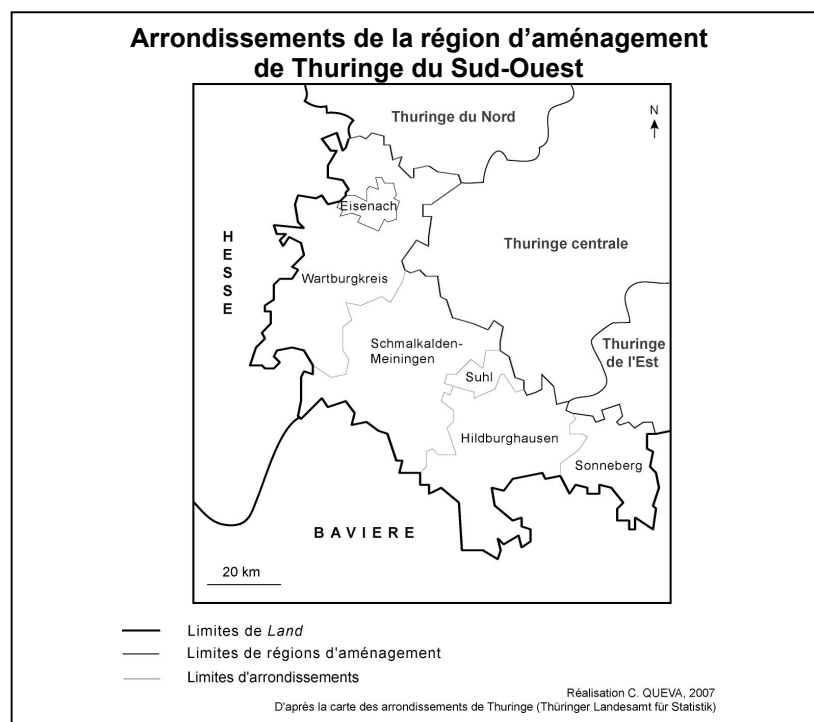 Arrondissements de la région d'aménagement
de Thuringe du Sud-Ouest
Thuringe du Nord
N
Eisenach
HESSE
Thuringe centrale
Wartburgkreis
Schmalkalden-
Meiningen
Thuringe
de l'Est
Suhl
Hildburghausen
Sonneberg
BAVIERE
20 km
Limites de Land
Limites de régions d'aménagement
Limites d'arrondissements
Réalisation C. QUEVA, 2007
D'après la carte des arrondissements de Thuringe (Thüringer Landesamt für Statistik)